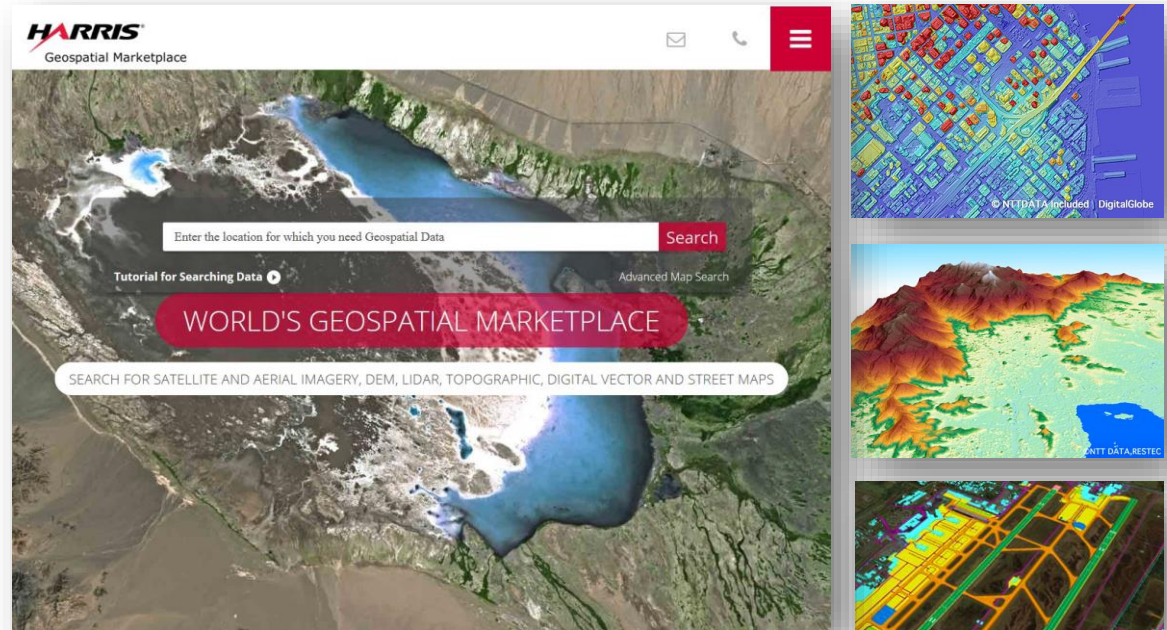 HARRIS®
Geospatial Marketplace
Enter the location for which you need Geospatial Data
Search
Tutorial for Searching Data
Advanced Map Search
WORLD'S GEOSPATIAL MARKETPLACE
SEARCH FOR SATELLITE AND AERIAL IMAGERY, DEM, LIDAR, TOPOGRAPHIC, DIGITAL VECTOR AND STREET MAPS
© NTTDATA Included | DigitalGlobe
©NTT DATA,RESTEC